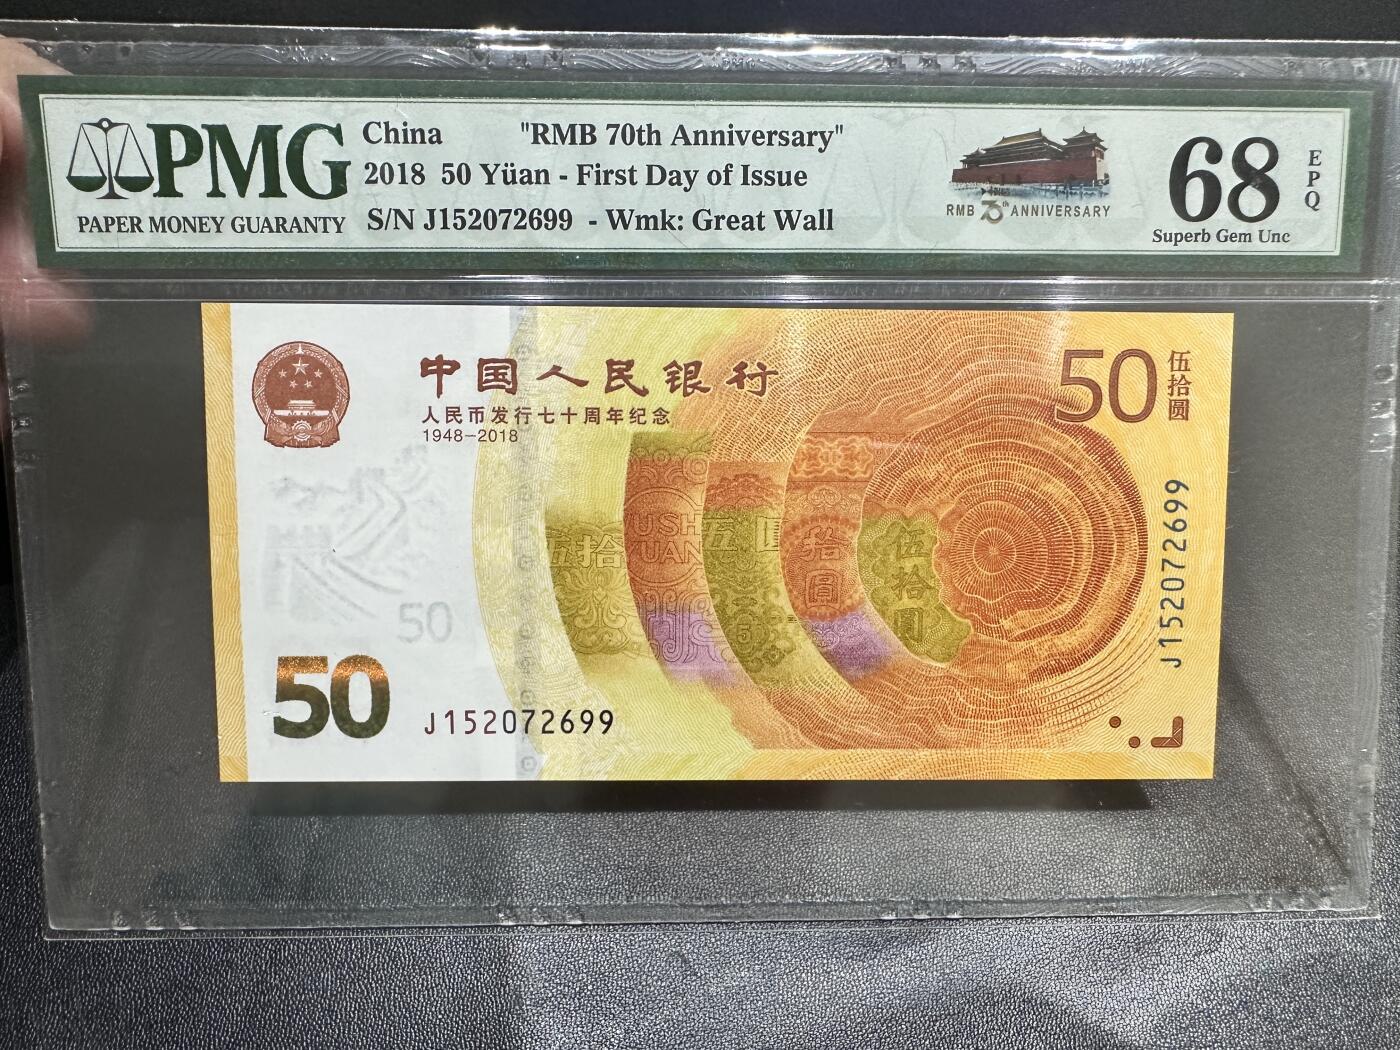 PMG
PAPER MONEY GUARANTY
China "RMB 70th Anniversary"
2018 50 Yüan - First Day of Issue
S/N J152072699 - Wmk: Great Wall
RMB 70th ANNIVERSARY
68
EPQ
Superb Gem Unc
中国人民银行
人民币发行七十周年纪念
1948-2018
50
伍拾圆
伍拾
USH
YUAN
五
拾圆
伍拾圆
50
50
J152072699
J152072699